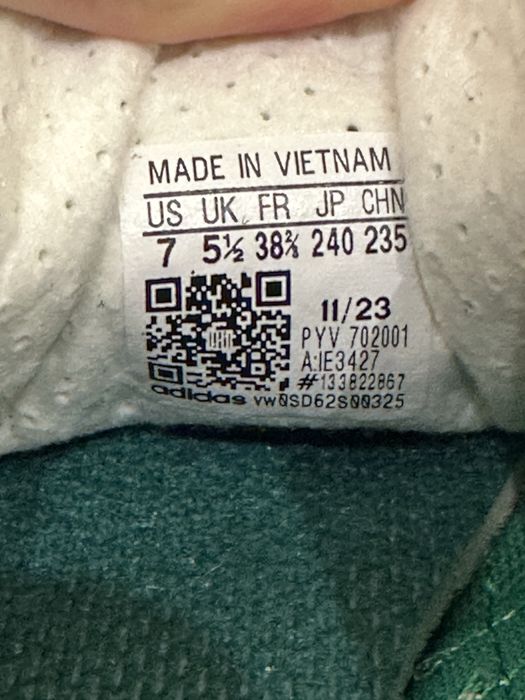 MADE IN VIETNAM
US UK FR JP CHN
7 5½ 38⅔ 240 235
11/23
PYV 702001
A:IE3427
#133822867
adidas YW0SD62S00325